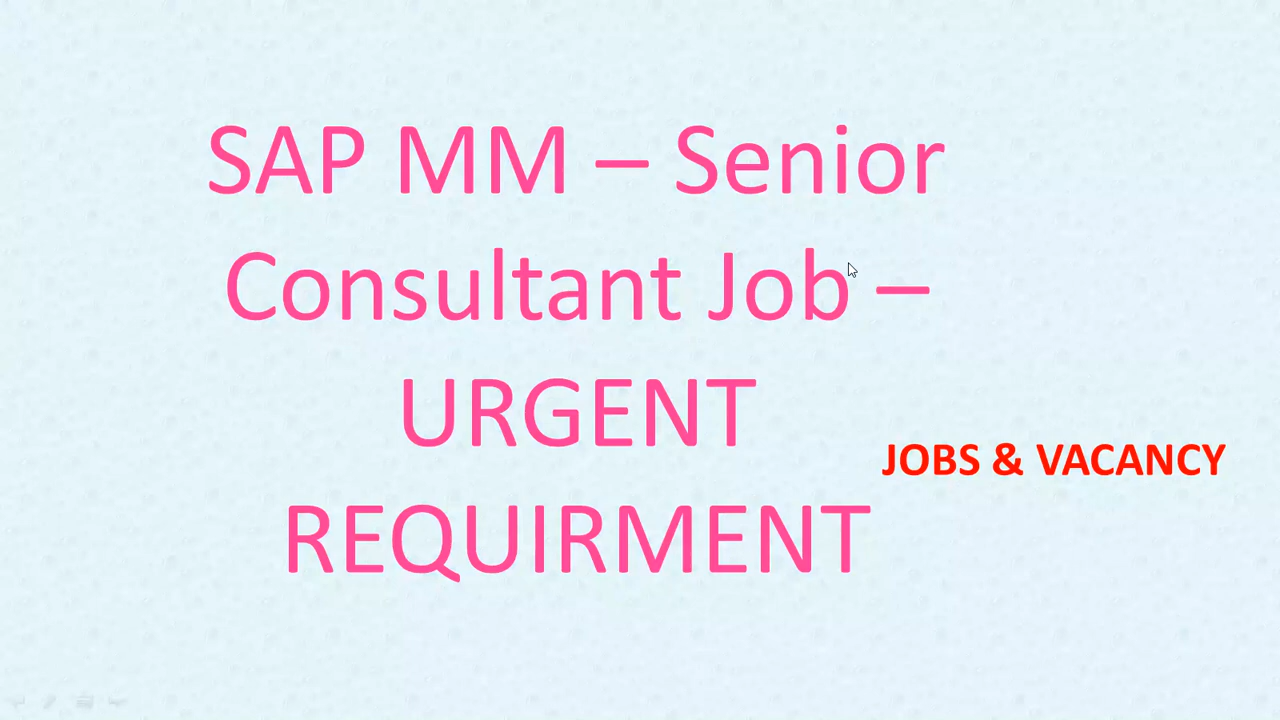 SAP MM – Senior
Consultant Job –
URGENT
REQUIRMENT
JOBS & VACANCY